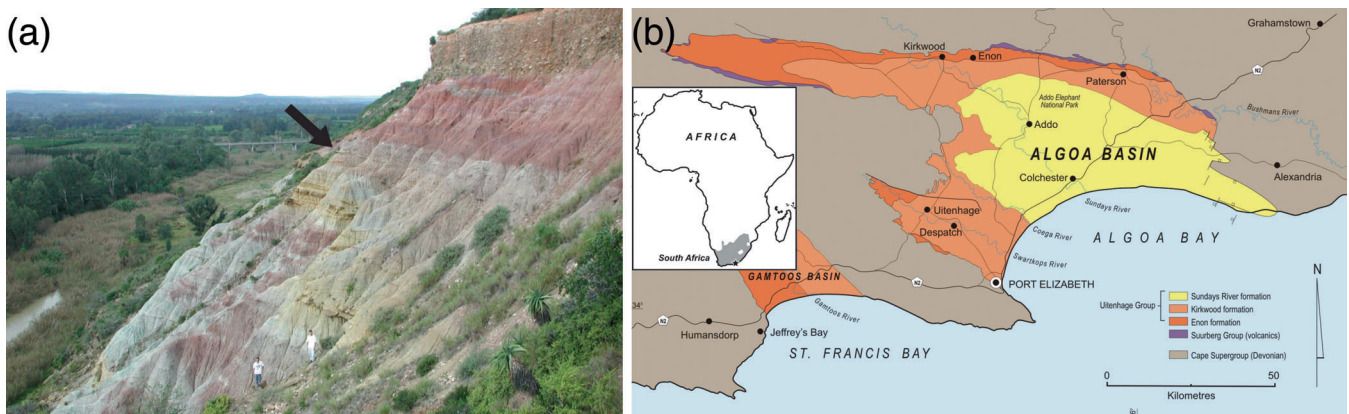 (a)
(b)
Grahamstown
Kirkwood
Enon
N2
Paterson
Addo Elephant
National Park
Bushmans River
AFRICA
Addo
ALGOA BASIN
Colchester
Alexandria
Uitenhage
Sundays River
Despatch
Coega River
ALGOA BAY
South Africa
Swartkops River
GAMTOOS BASIN
N2
PORT ELIZABETH
N
34°
Gamtoos River
Uitenhage Group
Sundays River formation
Kirkwood formation
Enon formation
Suurberg Group (volcanics)
Cape Supergroup (Devonian)
N2
Humansdorp
Jeffrey's Bay
ST. FRANCIS BAY
0
50
Kilometres